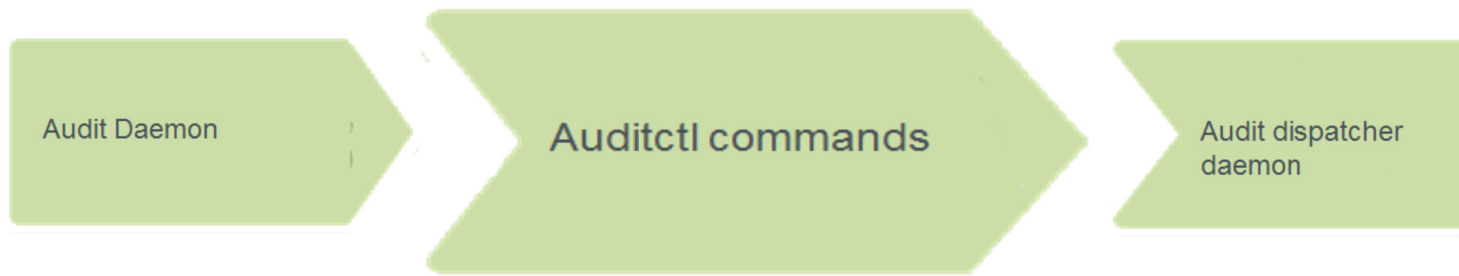 Audit Daemon
Auditctl commands
Audit dispatcher
daemon